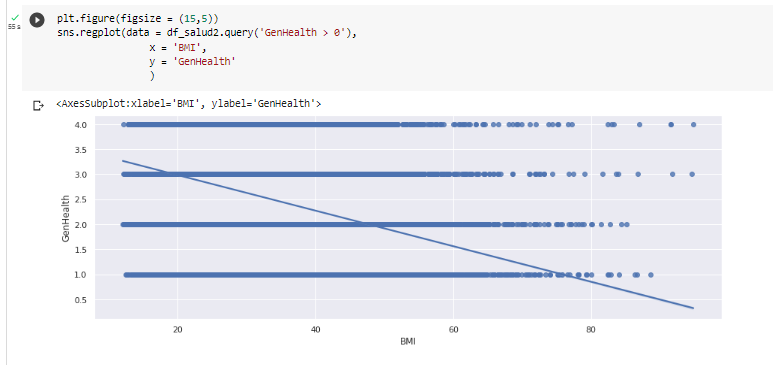 plt.figure(figsize = (15,5))
sns.regplot(data = df_salud2.query('GenHealth > 0'),
x = 'BMI',
y = 'GenHealth'
)
55 s
<AxesSubplot:xlabel='BMI', ylabel='GenHealth'>
4.0
3.5
3.0
2.5
2.0
1.5
1.0
0.5
GenHealth
20
40
60
80
BMI